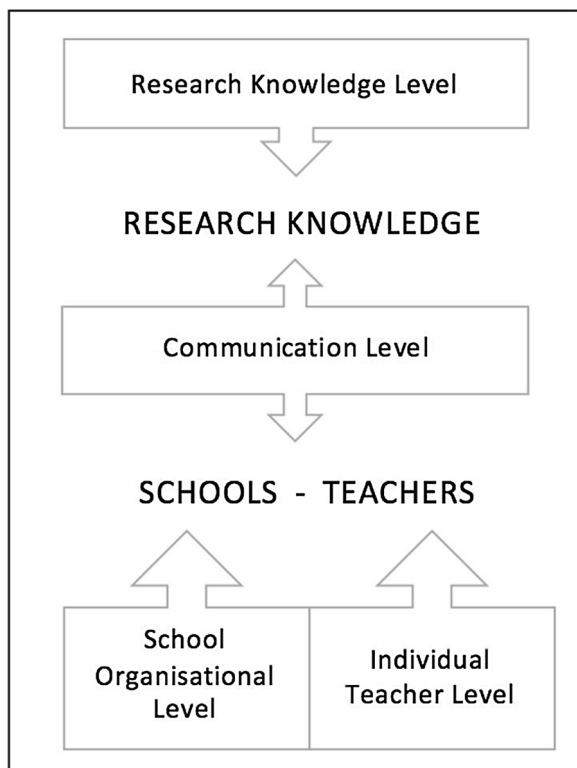 Research Knowledge Level
RESEARCH KNOWLEDGE
Communication Level
SCHOOLS - TEACHERS
School
Organisational
Level
Individual
Teacher Level